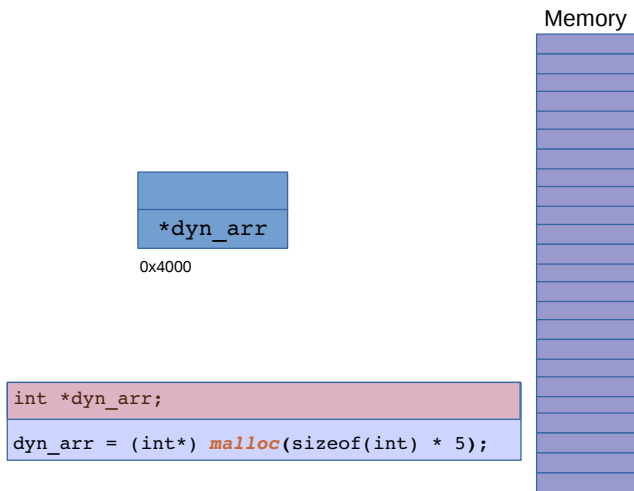 Memory
*dyn_arr
0x4000
int *dyn_arr;
dyn_arr = (int*) malloc(sizeof(int) * 5);